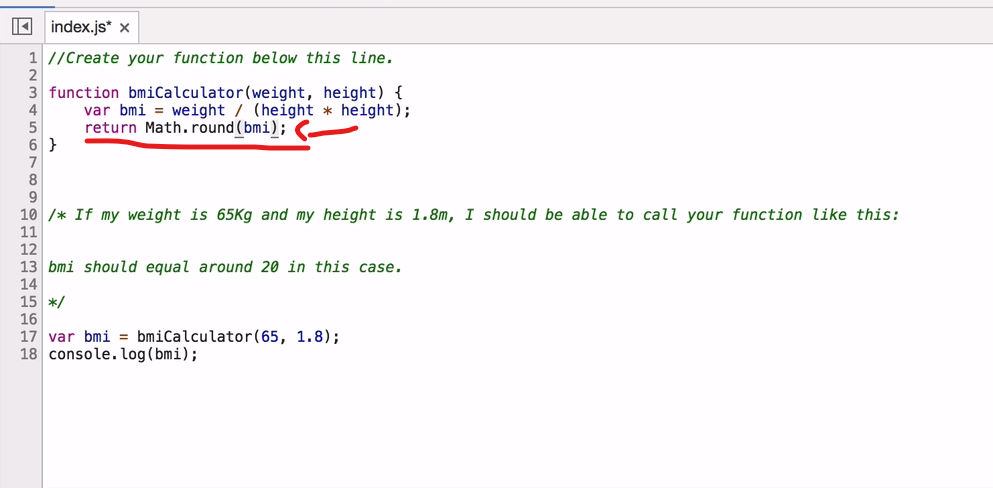 index.js* ×
1 //Create your function below this line.
2
3 function bmiCalculator(weight, height) {
4     var bmi = weight / (height * height);
5     return Math.round(bmi);
6 }
7
8
9
10 /* If my weight is 65Kg and my height is 1.8m, I should be able to call your function like this:
11
12
13 bmi should equal around 20 in this case.
14
15 */
16
17 var bmi = bmiCalculator(65, 1.8);
18 console.log(bmi);